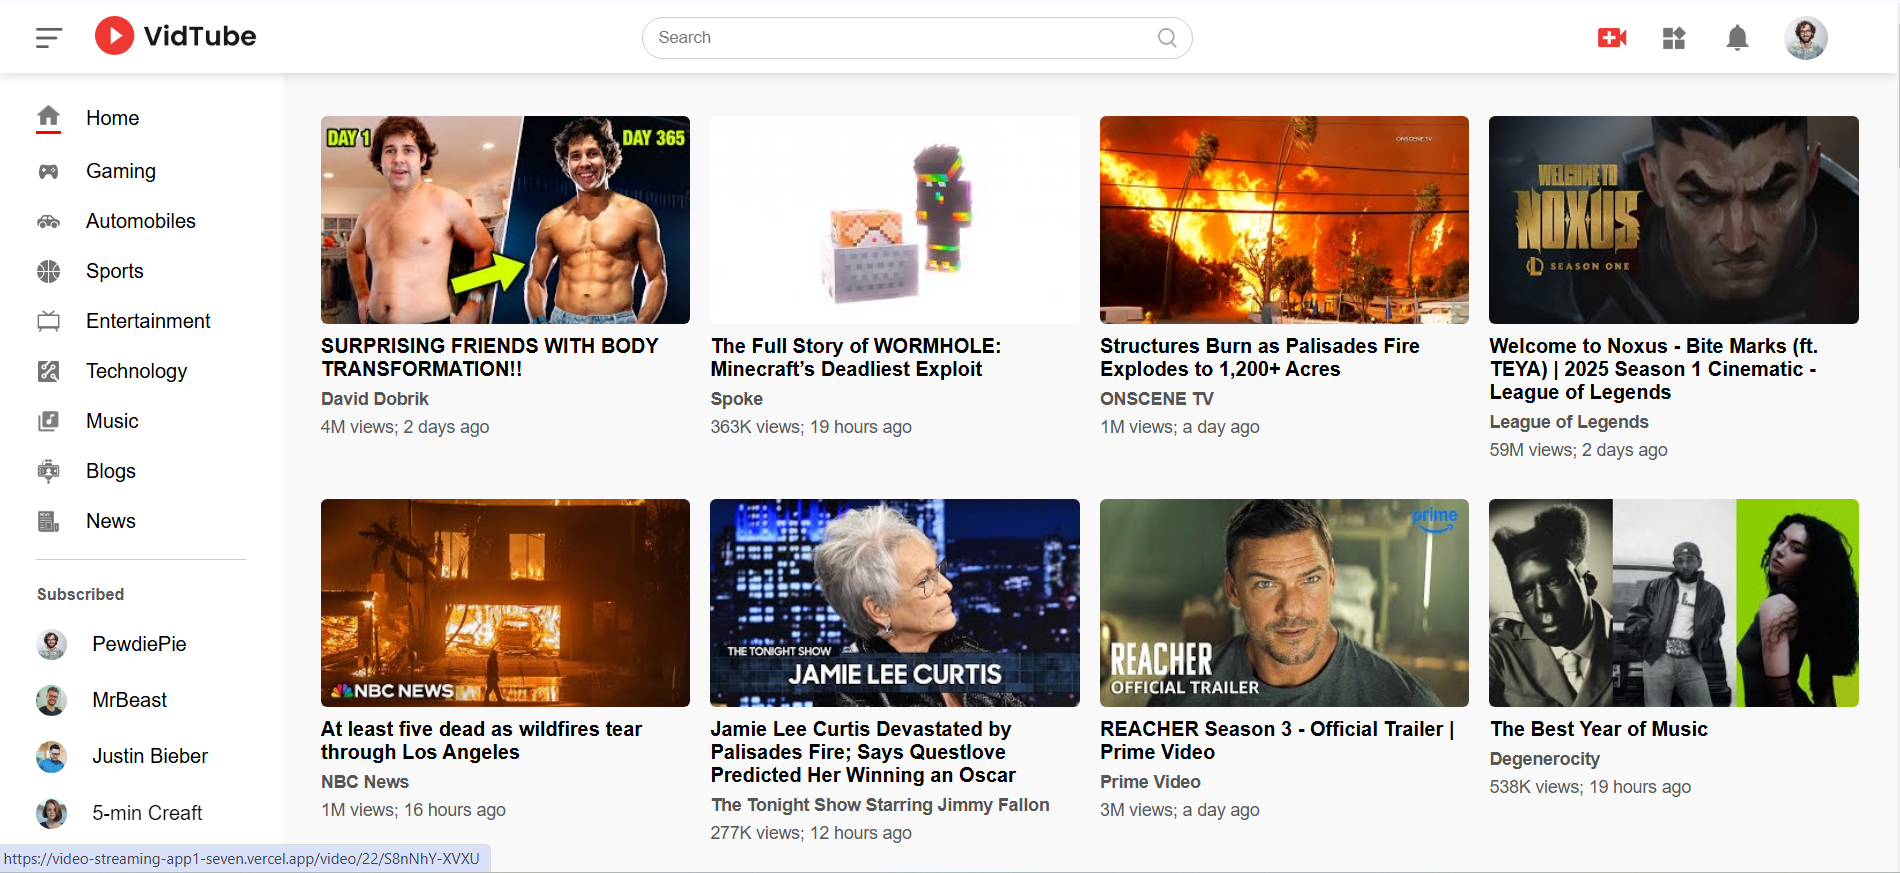 VidTube
Search
Home
Gaming
Automobiles
Sports
Entertainment
Technology
Music
Blogs
News
Subscribed
PewdiePie
MrBeast
Justin Bieber
5-min Creaft
https://video-streaming-app1-seven.vercel.app/video/22/S8nNhY-XVXU
DAY 1
DAY 365
SURPRISING FRIENDS WITH BODY
TRANSFORMATION!!
David Dobrik
4M views; 2 days ago
The Full Story of WORMHOLE:
Minecraft’s Deadliest Exploit
Spoke
363K views; 19 hours ago
ONSCENE.TV
Structures Burn as Palisades Fire
Explodes to 1,200+ Acres
ONSCENE TV
1M views; a day ago
WELCOME TO
NOXUS
SEASON ONE
Welcome to Noxus - Bite Marks (ft.
TEYA) | 2025 Season 1 Cinematic -
League of Legends
League of Legends
59M views; 2 days ago
NBC NEWS
At least five dead as wildfires tear
through Los Angeles
NBC News
1M views; 16 hours ago
THE TONIGHT SHOW
JAMIE LEE CURTIS
Jamie Lee Curtis Devastated by
Palisades Fire; Says Questlove
Predicted Her Winning an Oscar
The Tonight Show Starring Jimmy Fallon
277K views; 12 hours ago
prime
REACHER
OFFICIAL TRAILER
REACHER Season 3 - Official Trailer |
Prime Video
Prime Video
3M views; a day ago
The Best Year of Music
Degenerocity
538K views; 19 hours ago